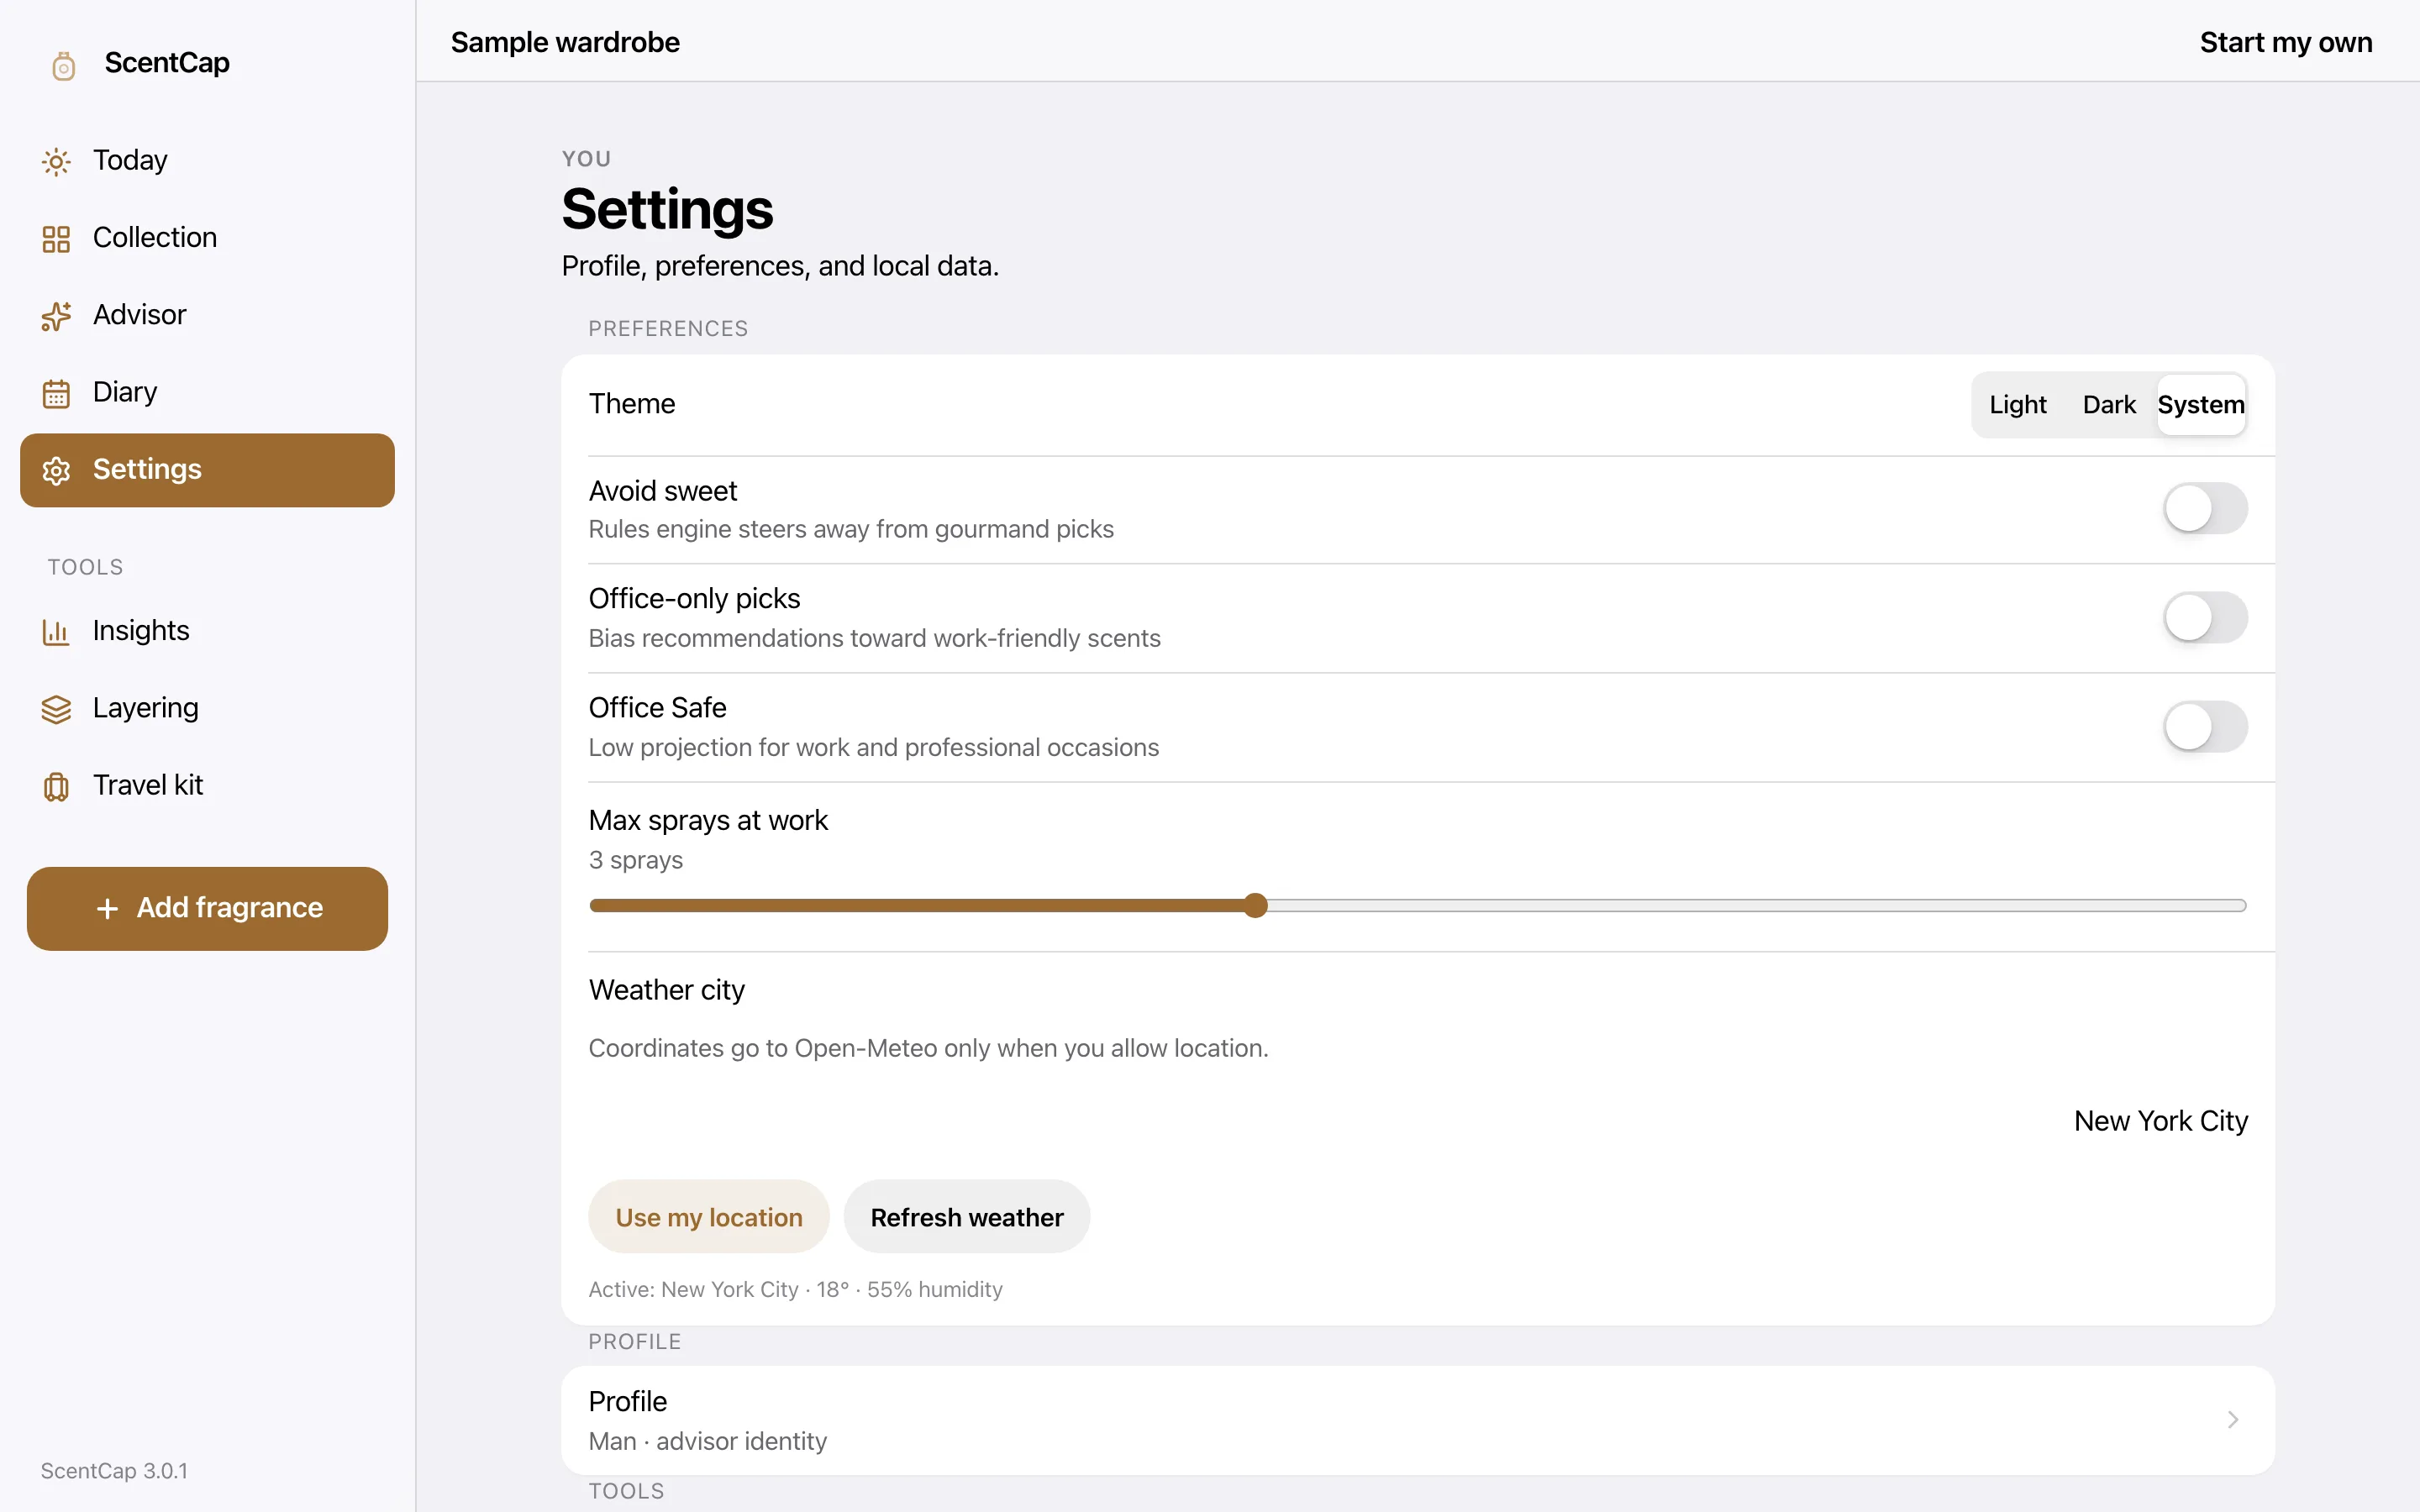 ScentCap
Today
Collection
Advisor
Diary
Settings
TOOLS
Insights
Layering
Travel kit
Add fragrance
ScentCap 3.0.1
Sample wardrobe
Start my own
YOU
Settings
Profile, preferences, and local data.
PREFERENCES
Theme
Light Dark System
Avoid sweet
Rules engine steers away from gourmand picks
Office-only picks
Bias recommendations toward work-friendly scents
Office Safe
Low projection for work and professional occasions
Max sprays at work
3 sprays
Weather city
Coordinates go to Open-Meteo only when you allow location.
New York City
Use my location Refresh weather
Active: New York City · 18° · 55% humidity
PROFILE
Profile
Man · advisor identity
TOOLS